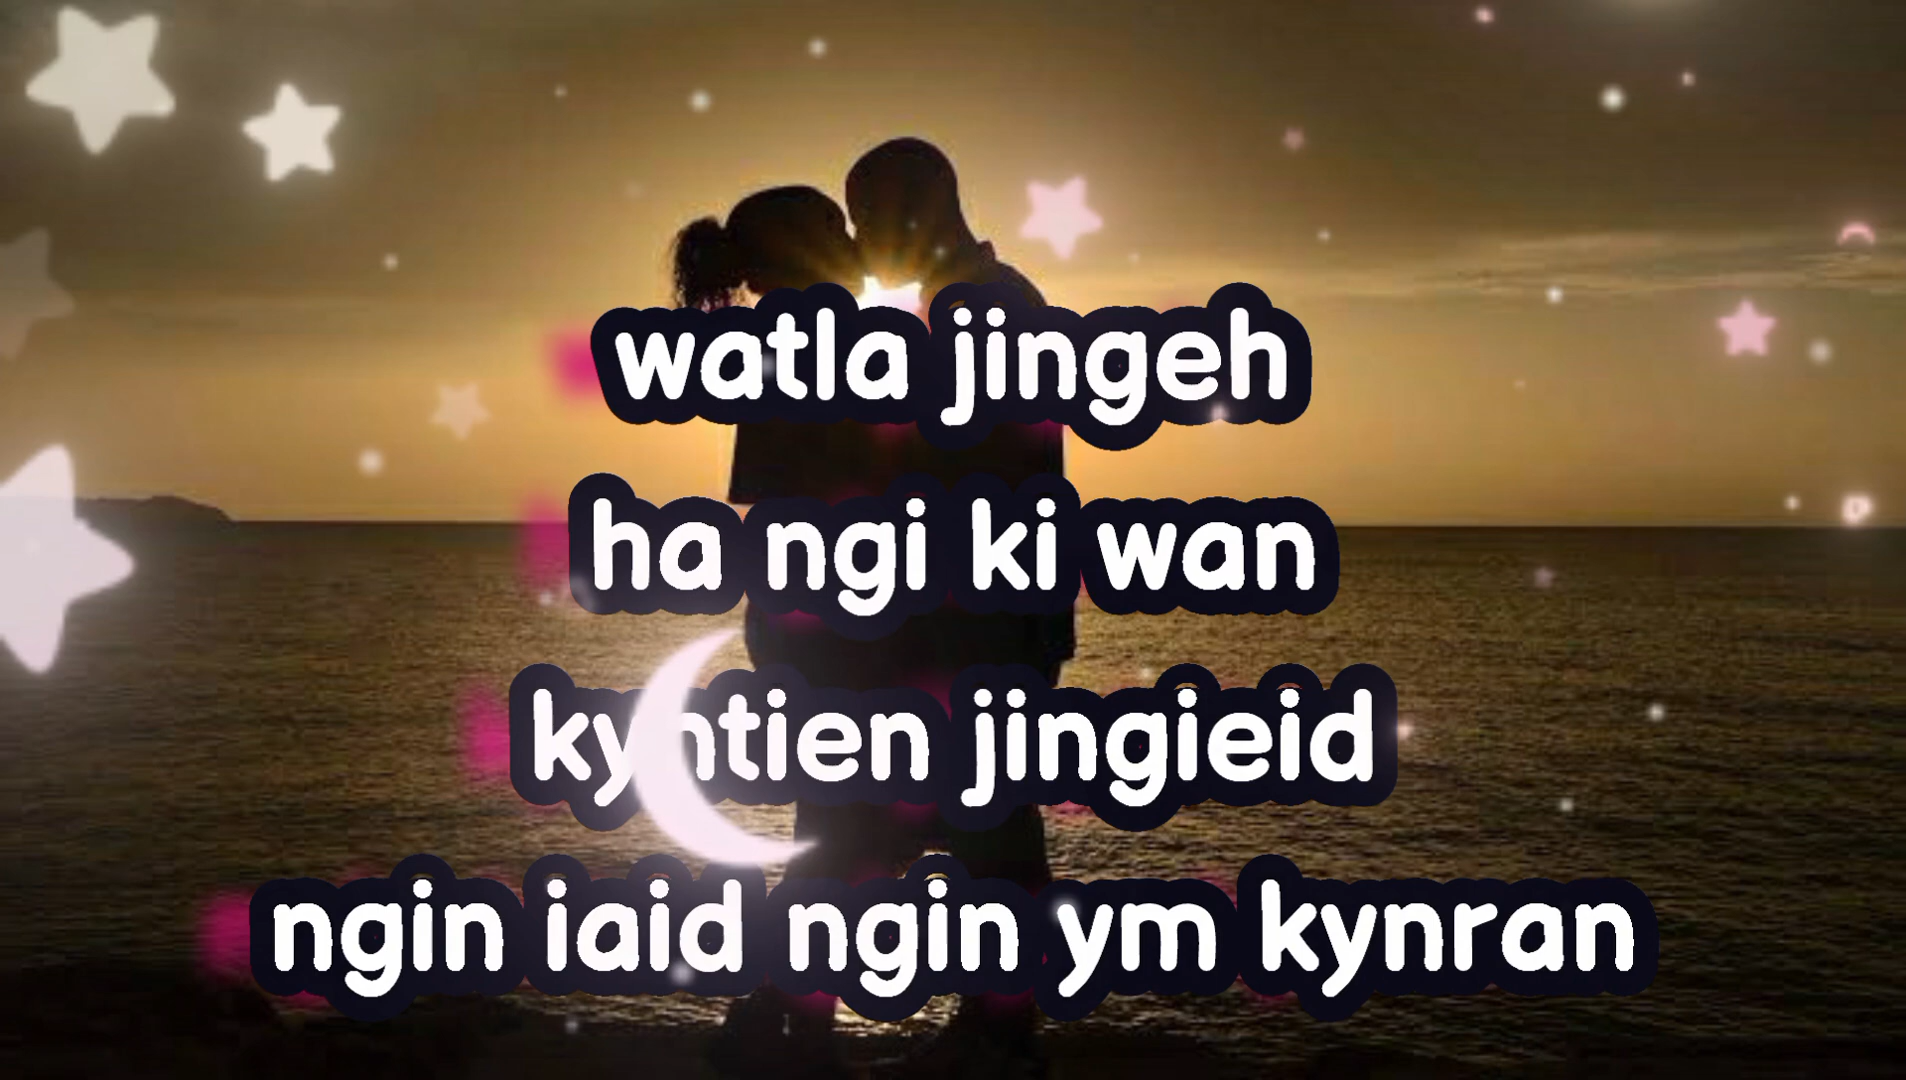 watla jingeh
ha ngi ki wan
kyntien jingieid
ngin iaid ngin ym kynran